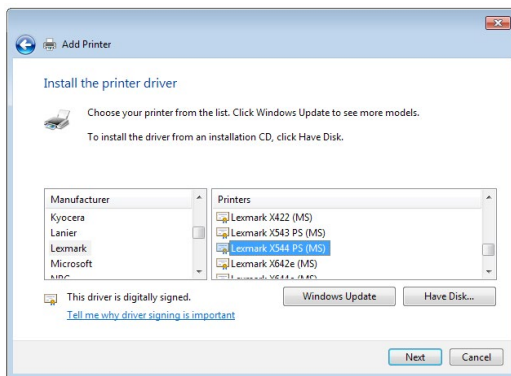 Add Printer
Install the printer driver
Choose your printer from the list. Click Windows Update to see more models.
To install the driver from an installation CD, click Have Disk.
Manufacturer
Kyocera
Lanier
Lexmark
Microsoft
Printers
Lexmark X422 (MS)
Lexmark X543 PS (MS)
Lexmark X544 PS (MS)
Lexmark X642e (MS)
This driver is digitally signed.
Tell me why driver signing is important
Windows Update
Have Disk...
Next
Cancel